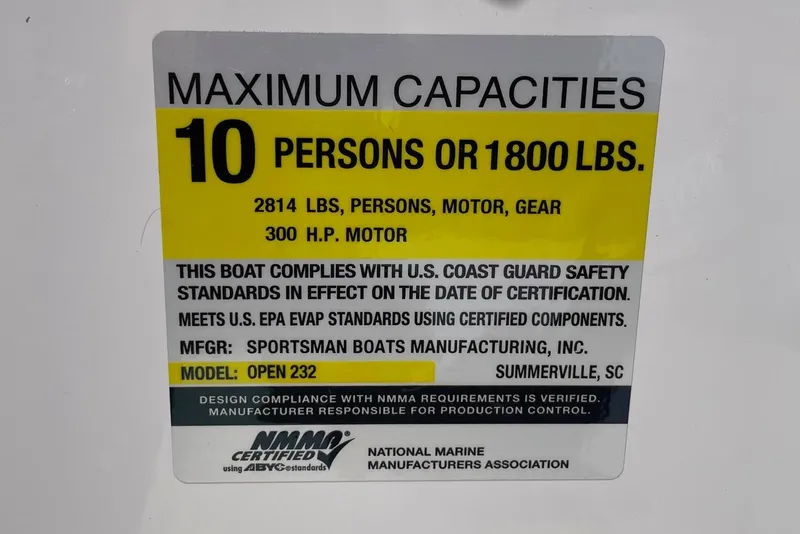 MAXIMUM CAPACITIES
10 PERSONS OR 1800 LBS.
2814 LBS, PERSONS, MOTOR, GEAR
300 H.P. MOTOR
THIS BOAT COMPLIES WITH U.S. COAST GUARD SAFETY
STANDARDS IN EFFECT ON THE DATE OF CERTIFICATION.
MEETS U.S. EPA EVAP STANDARDS USING CERTIFIED COMPONENTS.
MFGR: SPORTSMAN BOATS MANUFACTURING, INC.
MODEL: OPEN 232 SUMMERVILLE, SC
DESIGN COMPLIANCE WITH NMMA REQUIREMENTS IS VERIFIED.
MANUFACTURER RESPONSIBLE FOR PRODUCTION CONTROL.
NMMA®
CERTIFIED
using ABYC® standards
NATIONAL MARINE
MANUFACTURERS ASSOCIATION